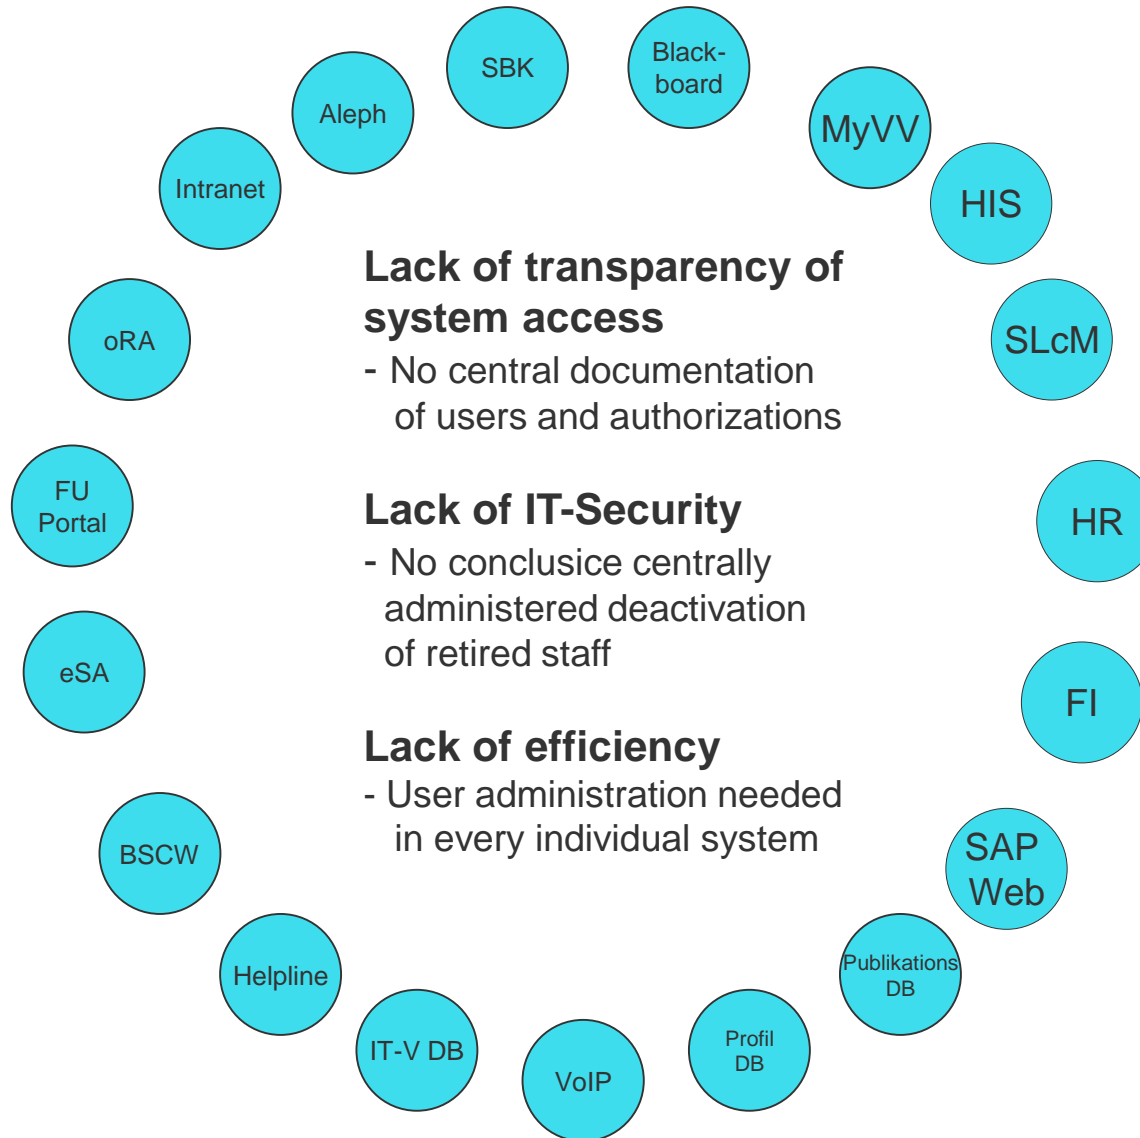 SBK
Black-
board
Aleph
MyVV
Intranet
HIS
Lack of transparency of
system access
- No central documentation
of users and authorizations
oRA
SLcM
FU
Portal
Lack of IT-Security
- No conclusice centrally
administered deactivation
of retired staff
HR
eSA
FI
Lack of efficiency
- User administration needed
in every individual system
BSCW
SAP
Web
Helpline
Publikations
DB
IT-V DB
VoIP
Profil
DB